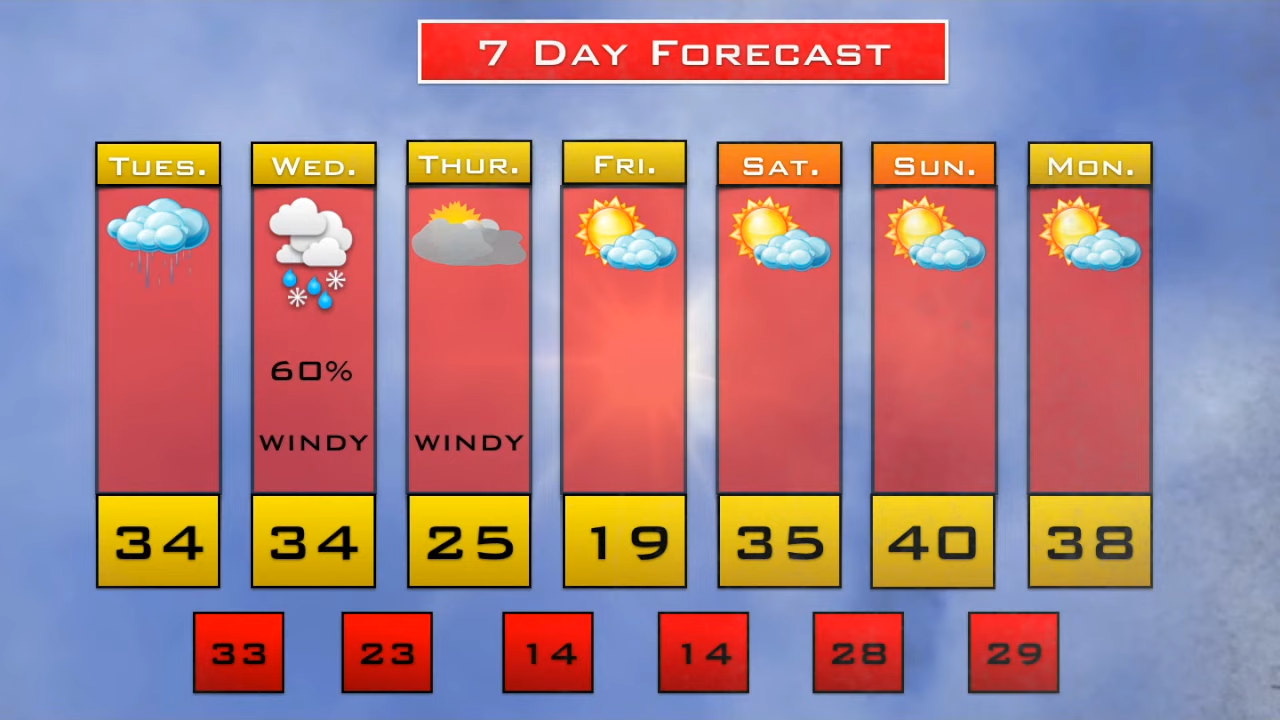 7 DAY FORECAST
TUES. WED. THUR. FRI. SAT. SUN. MON.
60%
WINDY WINDY
34 34 25 19 35 40 38
33 23 14 14 28 29